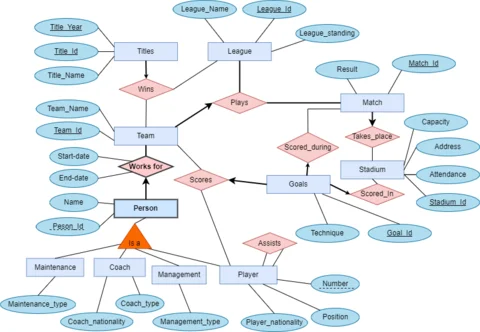 League_Name
League_Id
Title_Year
League_standing
Title_Id
Titles
League
Title_Name
Result
Match_Id
Wins
Plays
Match
Team_Name
Capacity
Team_Id
Team
Takes_place
Address
Start-date
Scored_during
Works for
Stadium
Attendance
End-date
Scores
Goals
Scored_in
Stadium_Id
Name
Person
Peson_Id
Technique
Goal_Id
Is a
Assists
Maintenance
Coach
Management
Player
Number
Maintenance_type
Coach_type
Position
Coach_nationality
Management_type
Player_nationality